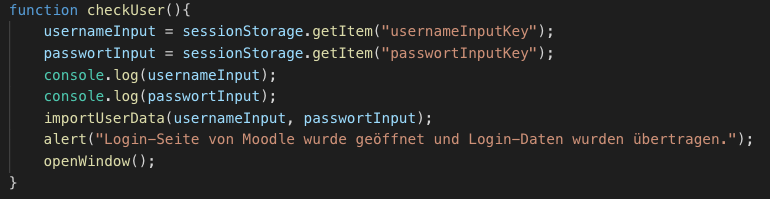 function checkUser(){
    usernameInput = sessionStorage.getItem("usernameInputKey");
    passwortInput = sessionStorage.getItem("passwortInputKey");
    console.log(usernameInput);
    console.log(passwortInput);
    importUserData(usernameInput, passwortInput);
    alert("Login-Seite von Moodle wurde geöffnet und Login-Daten wurden übertragen.");
    openWindow();
}